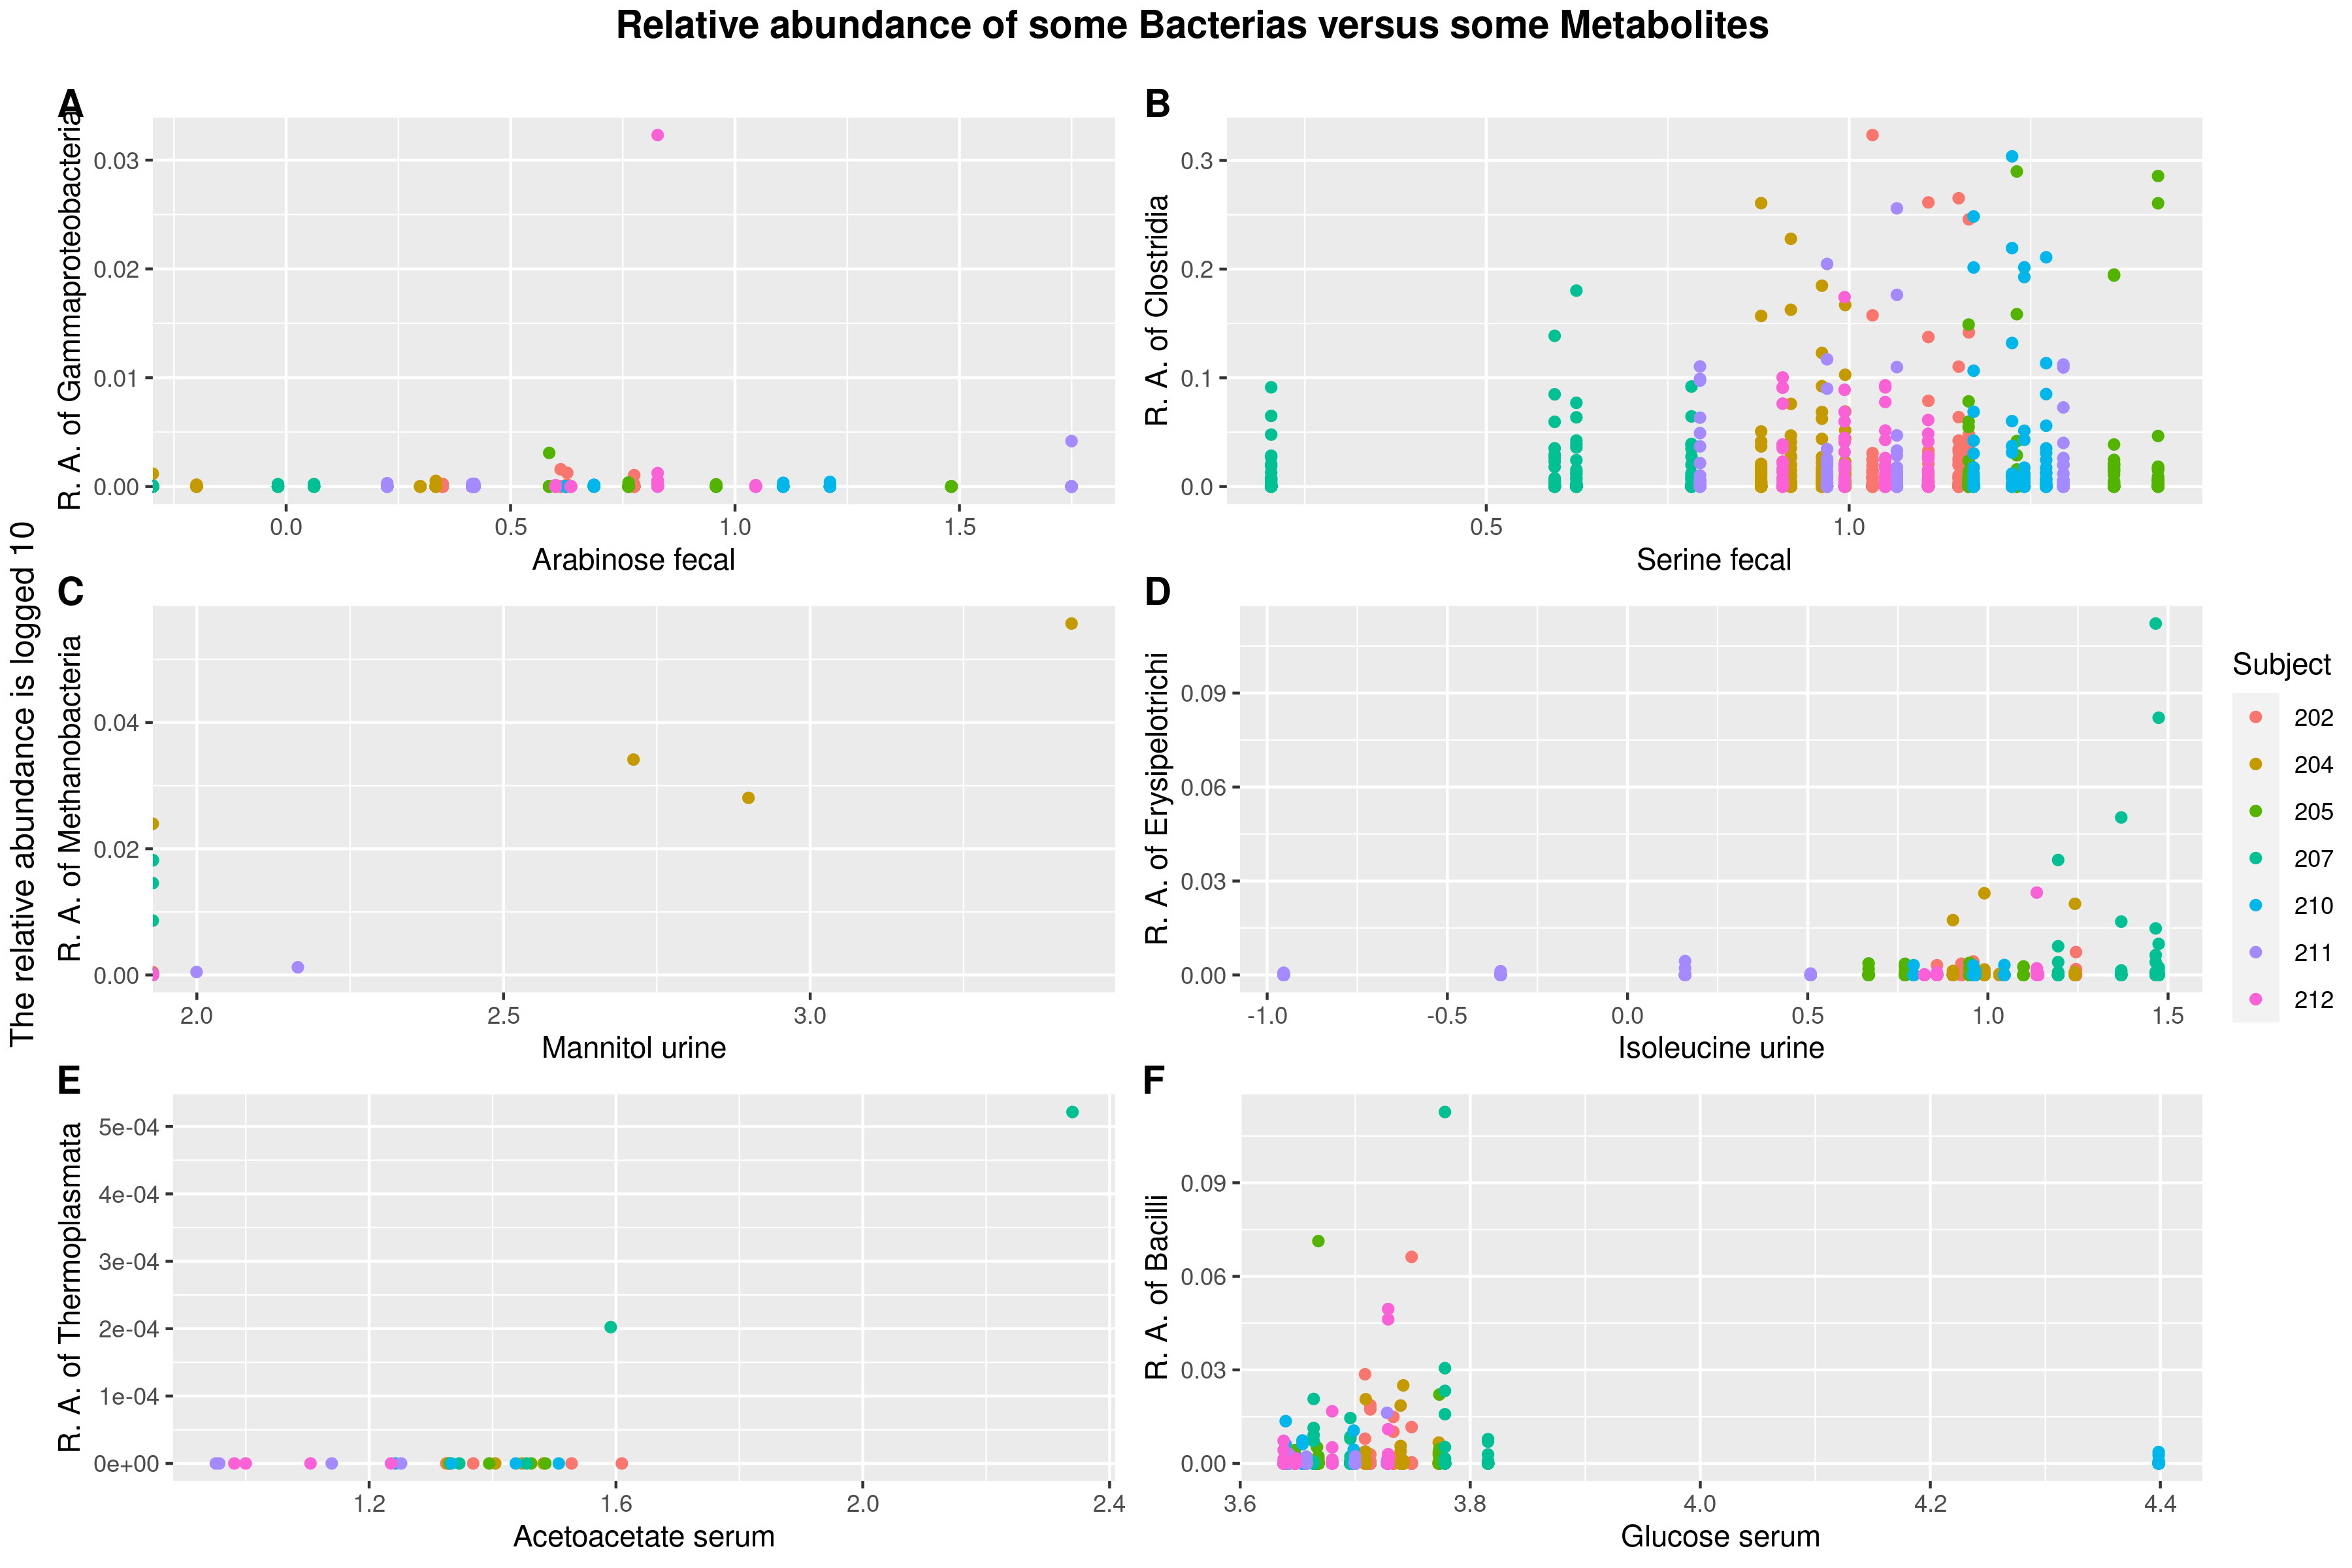 Relative abundance of some Bacterias versus some Metabolites
The relative abundance is logged 10
A
R. A. of Gammaproteobacteria
0.03
0.02
0.01
0.00
0.0 0.5 1.0 1.5
Arabinose fecal
B
R. A. of Clostridia
0.3
0.2
0.1
0.0
0.5 1.0
Serine fecal
C
R. A. of Methanobacteria
0.04
0.02
0.00
2.0 2.5 3.0
Mannitol urine
D
R. A. of Erysipelotrichi
0.09
0.06
0.03
0.00
-1.0 -0.5 0.0 0.5 1.0 1.5
Isoleucine urine
E
R. A. of Thermoplasmata
5e-04
4e-04
3e-04
2e-04
1e-04
0e+00
1.2 1.6 2.0 2.4
Acetoacetate serum
F
R. A. of Bacilli
0.09
0.06
0.03
0.00
3.6 3.8 4.0 4.2 4.4
Glucose serum
Subject
202
204
205
207
210
211
212